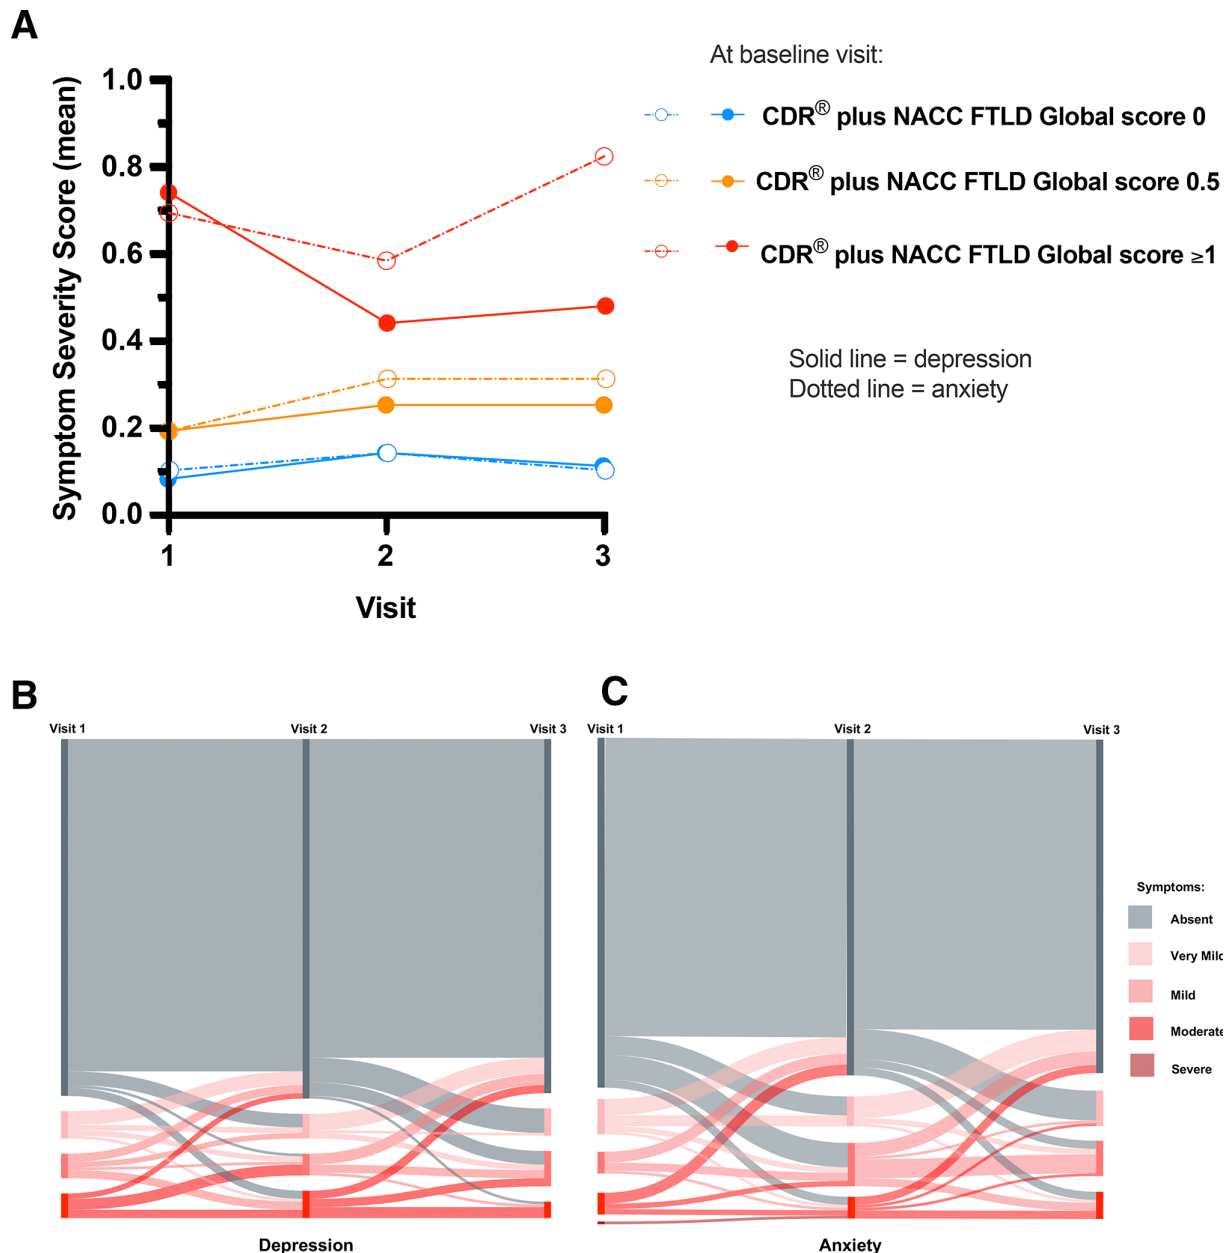 A
At baseline visit:
CDR® plus NACC FTLD Global score 0
CDR® plus NACC FTLD Global score 0.5
CDR® plus NACC FTLD Global score ≥1
Solid line = depression
Dotted line = anxiety
Symptom Severity Score (mean)
1.0
0.8
0.6
0.4
0.2
0.0
1 2 3
Visit
B
Visit 1 Visit 2 Visit 3
Depression
C
Visit 1 Visit 2 Visit 3
Symptoms:
Absent
Very Mild
Mild
Moderate
Severe
Anxiety